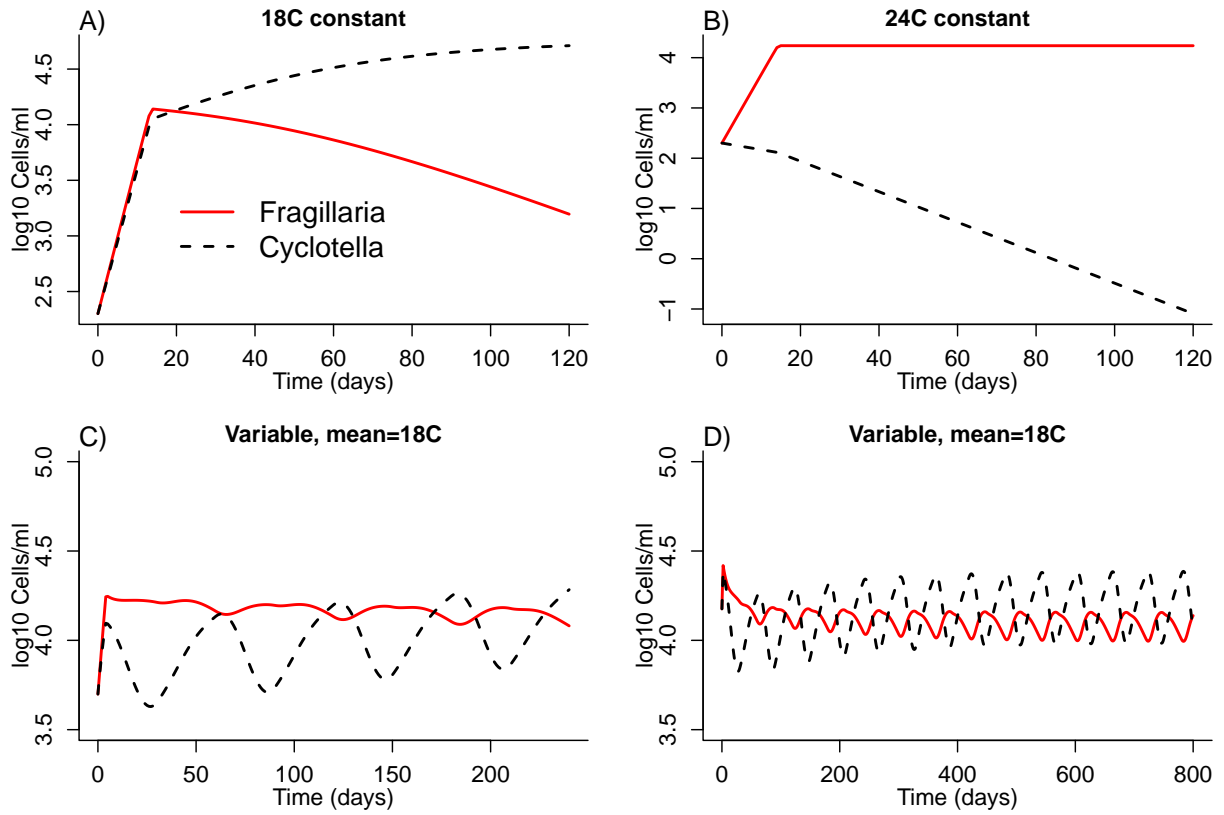 A) 18C constant
log10 Cells/ml
4.5
4.0
3.5
3.0
2.5
Fragillaria
Cyclotella
0 20 40 60 80 100 120
Time (days)
B) 24C constant
log10 Cells/ml
4
3
2
1
0
−1
0 20 40 60 80 100 120
Time (days)
C) Variable, mean=18C
log10 Cells/ml
5.0
4.5
4.0
3.5
0 50 100 150 200
Time (days)
D) Variable, mean=18C
log10 Cells/ml
5.0
4.5
4.0
3.5
0 200 400 600 800
Time (days)